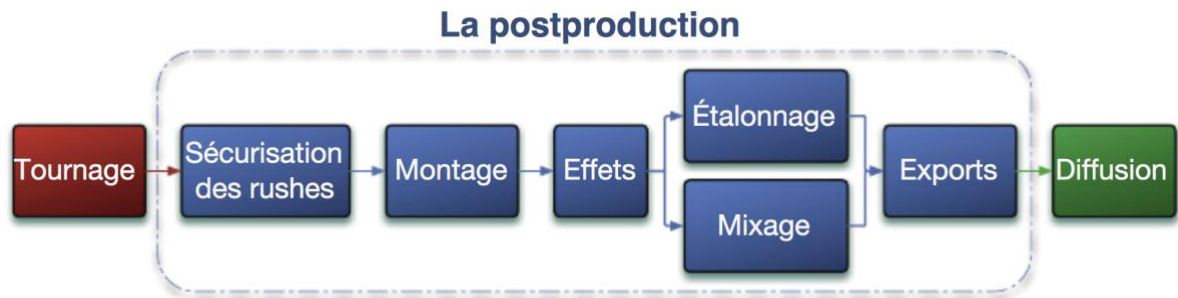 La postproduction
Tournage
Sécurisation
des rushes
Montage
Effets
Étalonnage
Mixage
Exports
Diffusion